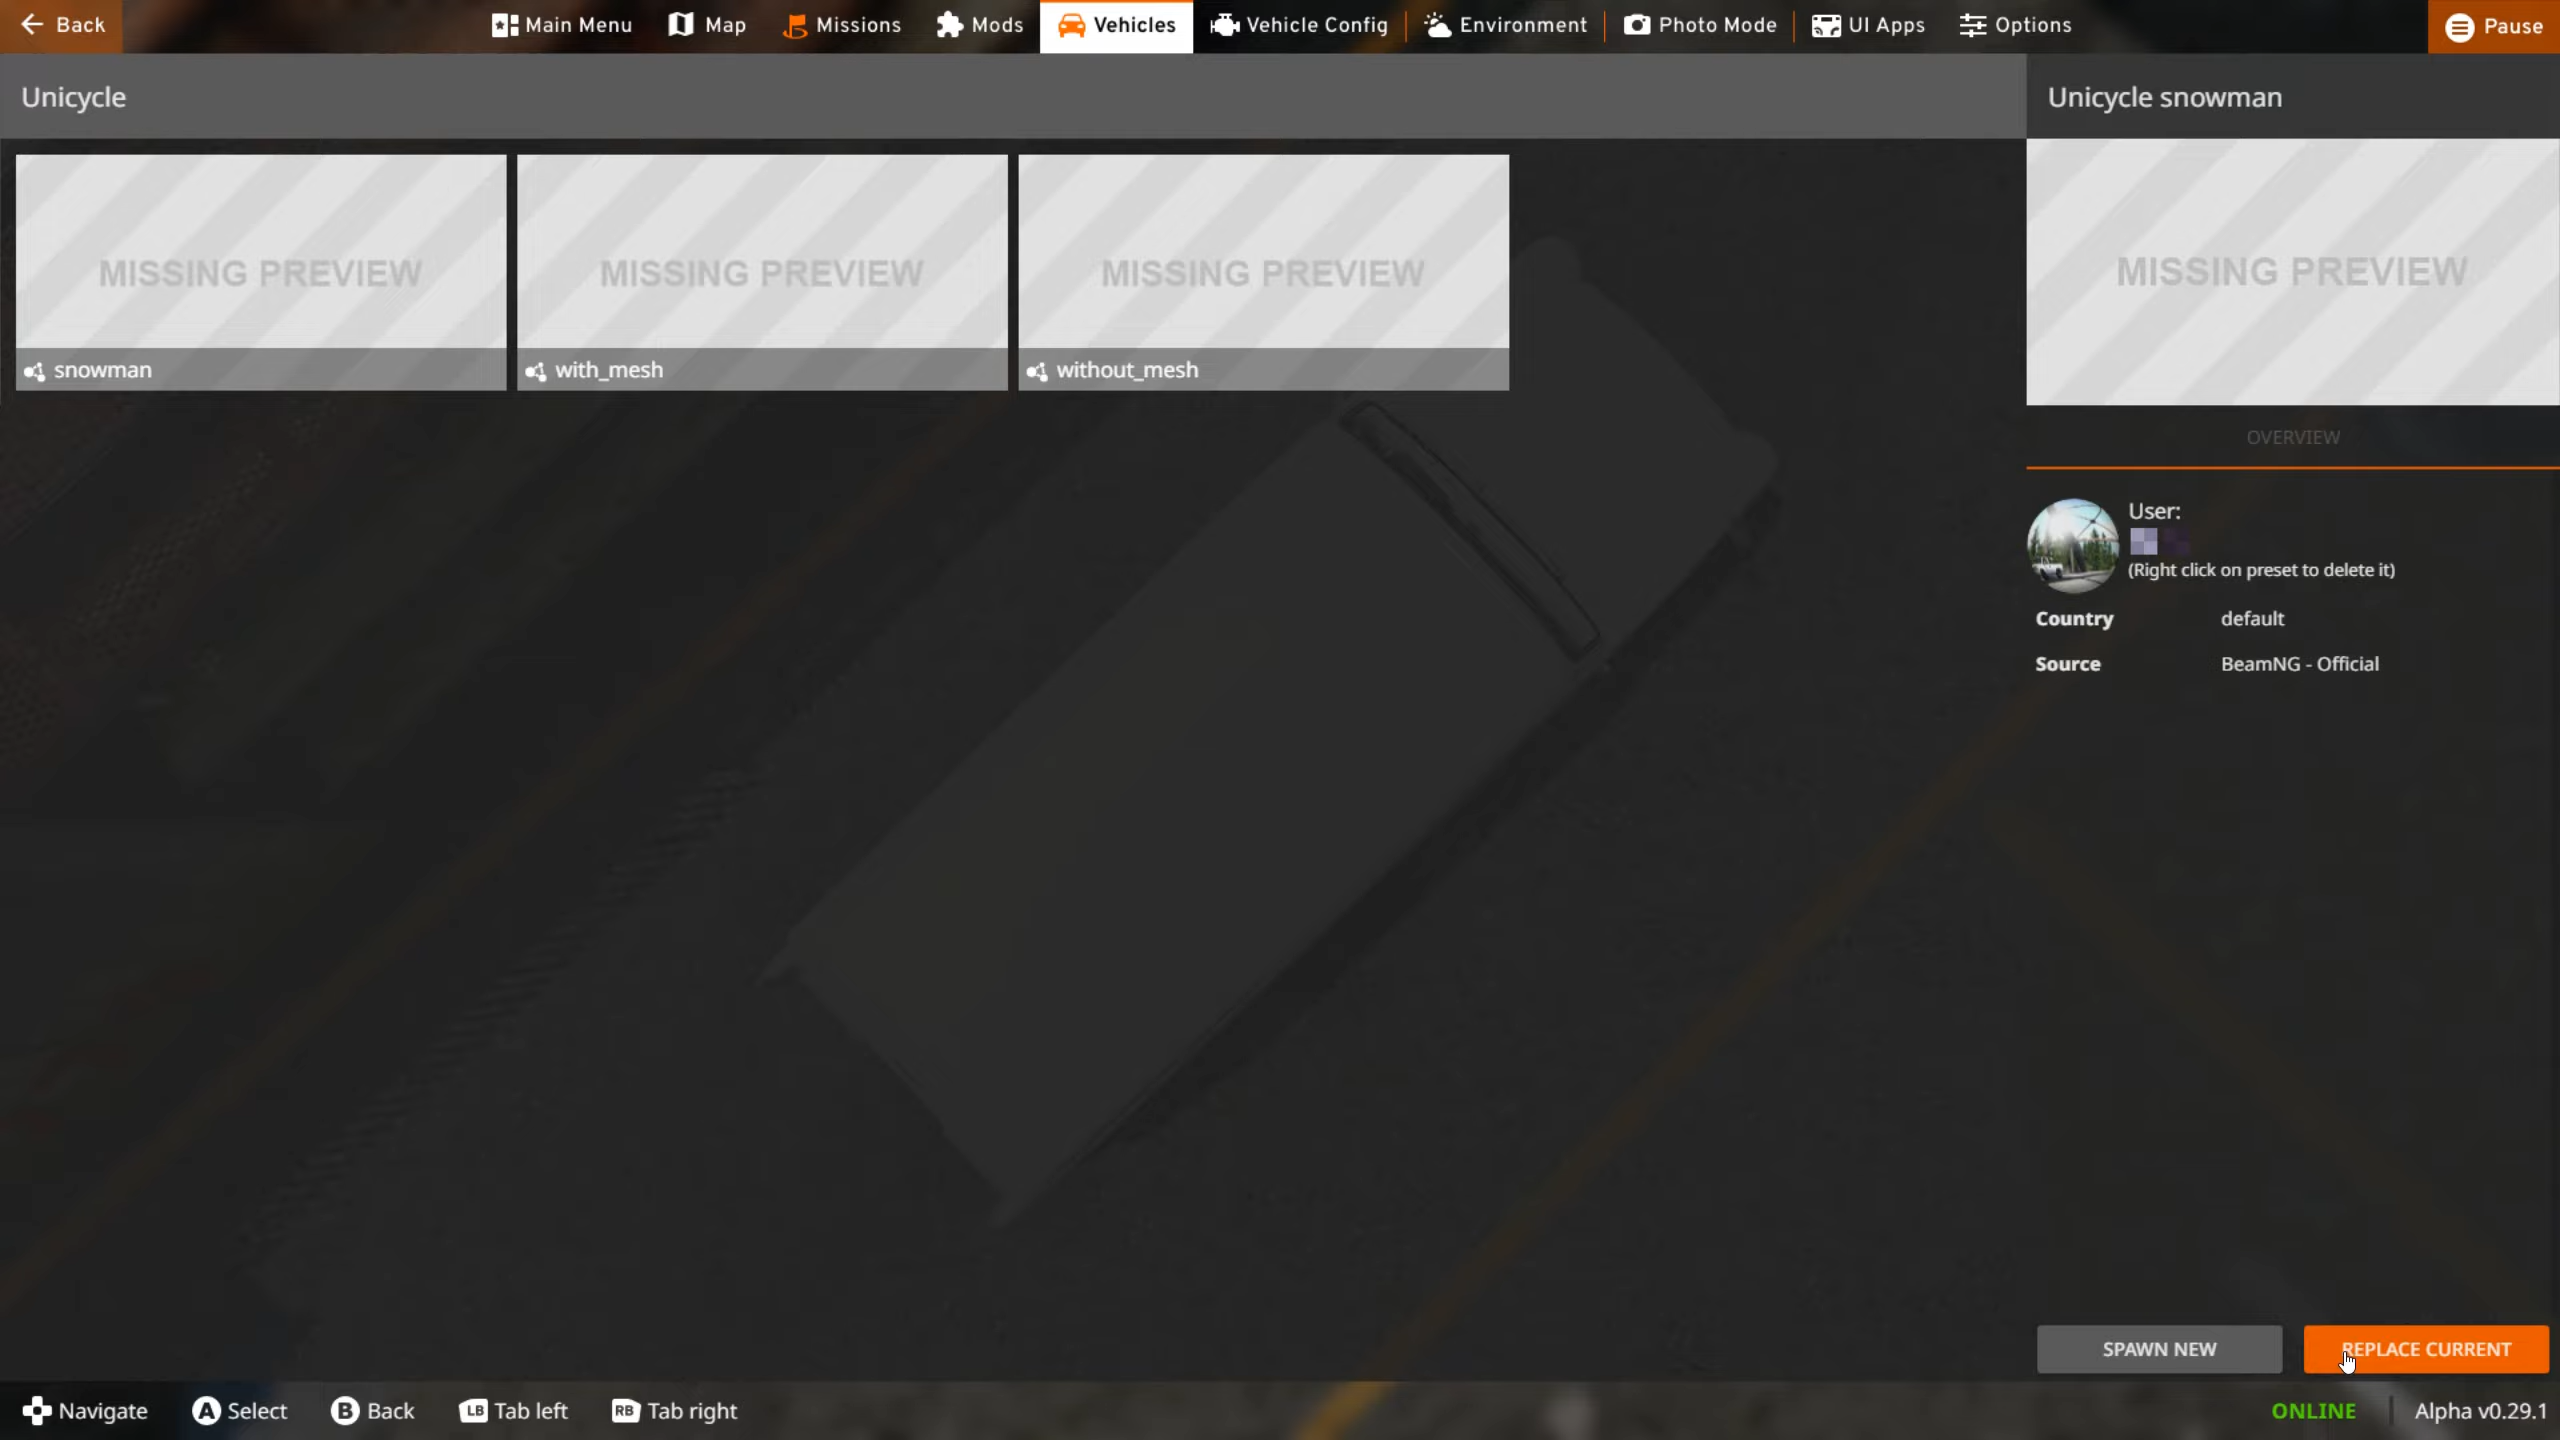 Back
Main Menu
Map
Missions
Mods
Vehicles
Vehicle Config
Environment
Photo Mode
UI Apps
Options
Pause
Unicycle
Unicycle snowman
MISSING PREVIEW
MISSING PREVIEW
MISSING PREVIEW
MISSING PREVIEW
snowman
with_mesh
without_mesh
OVERVIEW
User:
(Right click on preset to delete it)
Country default
Source BeamNG - Official
SPAWN NEW
REPLACE CURRENT
Navigate
A Select
B Back
LB Tab left
RB Tab right
ONLINE
Alpha v0.29.1